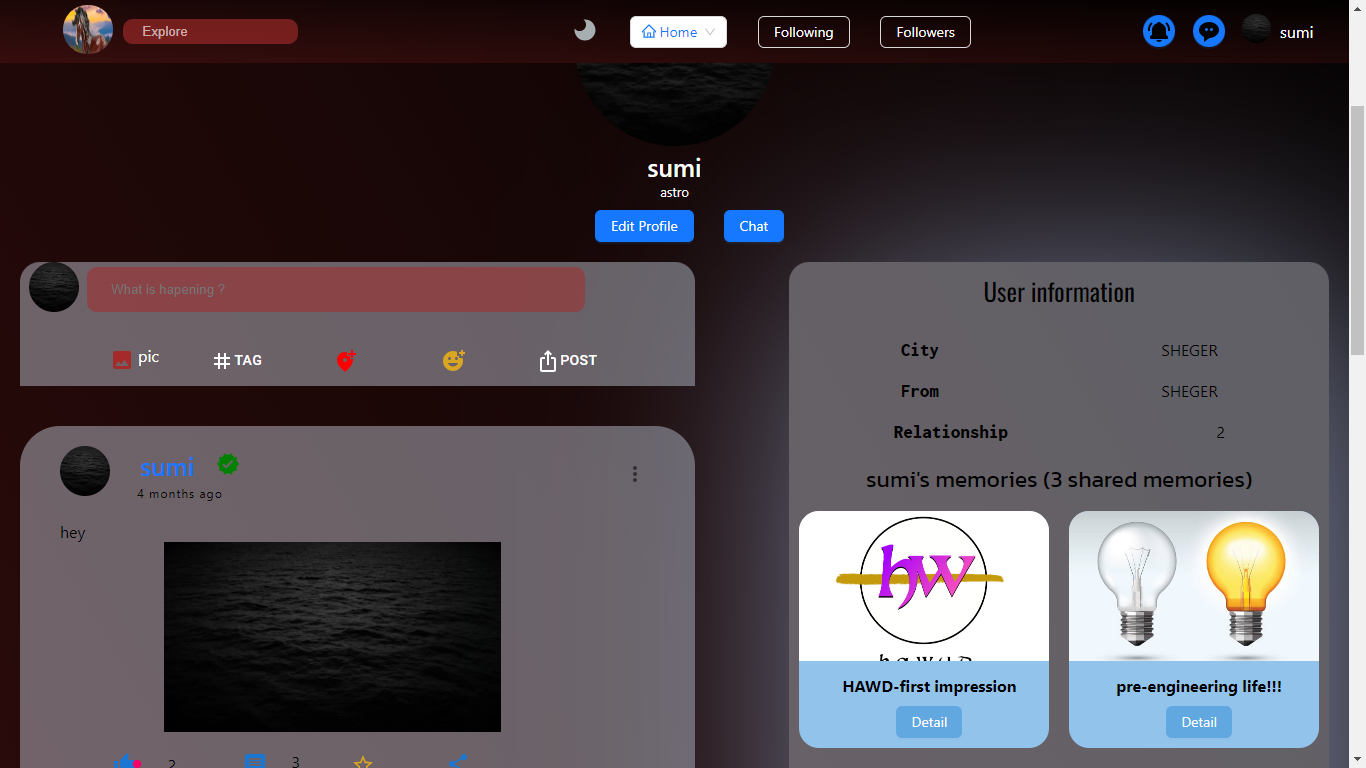 Explore
Home
Following
Followers
sumi
sumi
astro
Edit Profile
Chat
What is hapening ?
pic
TAG
POST
sumi
4 months ago
hey
2
3
User information
City SHEGER
From SHEGER
Relationship 2
sumi's memories (3 shared memories)
hw
HAWD-first impression
Detail
pre-engineering life!!!
Detail